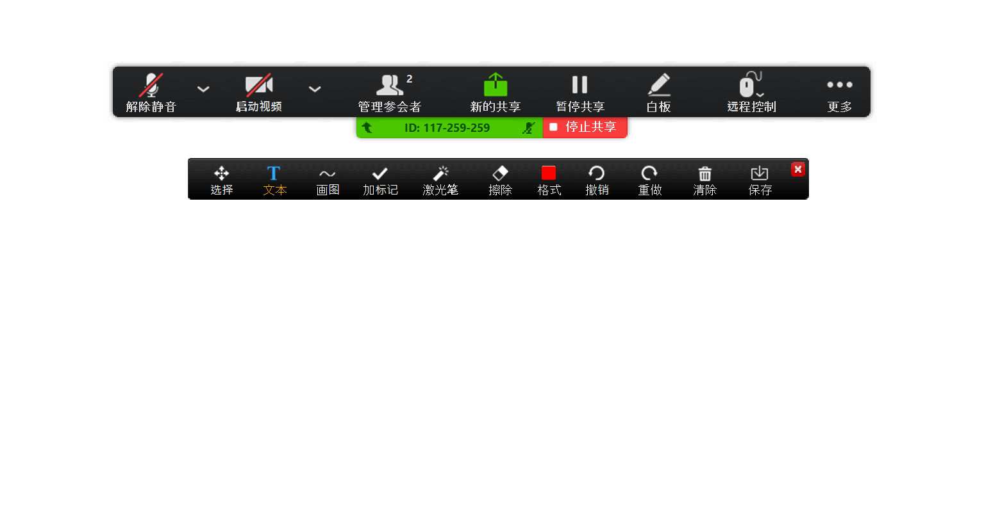 解除静音 启动视频 管理参会者 2 新的共享 暂停共享 白板 远程控制 更多
ID: 117-259-259 停止共享
选择 文本 画图 加标记 激光笔 擦除 格式 撤销 重做 清除 保存